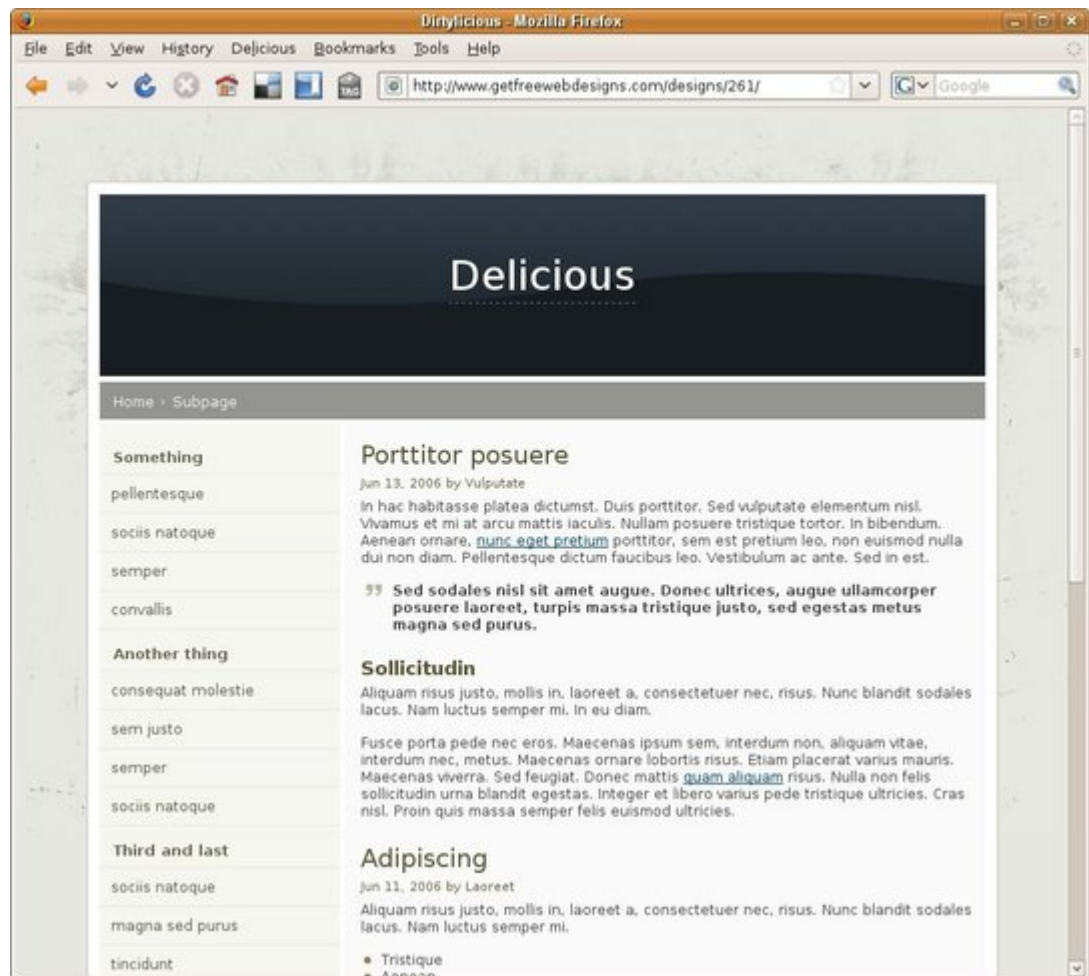 Dirtylicious - Mozilla Firefox
File Edit View History Delicious Bookmarks Tools Help
TAG
http://www.getfreewebdesigns.com/designs/261/
G Google
Delicious
Home › Subpage
Something
pellentesque
sociis natoque
semper
convallis
Another thing
consequat molestie
sem justo
semper
sociis natoque
Third and last
sociis natoque
magna sed purus
tincidunt
Porttitor posuere
Jun 13, 2006 by Vulputate
In hac habitasse platea dictumst. Duis porttitor. Sed vulputate elementum nisl.
Vivamus et mi at arcu mattis iaculis. Nullam posuere tristique tortor. In bibendum.
Aenean ornare, nunc eget pretium porttitor, sem est pretium leo, non euismod nulla
dui non diam. Pellentesque dictum faucibus leo. Vestibulum ac ante. Sed in est.
" Sed sodales nisl sit amet augue. Donec ultrices, augue ullamcorper
posuere laoreet, turpis massa tristique justo, sed egestas metus
magna sed purus.
Sollicitudin
Aliquam risus justo, mollis in, laoreet a, consectetuer nec, risus. Nunc blandit sodales
lacus. Nam luctus semper mi. In eu diam.
Fusce porta pede nec eros. Maecenas ipsum sem, interdum non, aliquam vitae,
interdum nec, metus. Maecenas ornare lobortis risus. Etiam placerat varius mauris.
Maecenas viverra. Sed feugiat. Donec mattis quam aliquam risus. Nulla non felis
sollicitudin urna blandit egestas. Integer et libero varius pede tristique ultricies. Cras
nisl. Proin quis massa semper felis euismod ultricies.
Adipiscing
Jun 11, 2006 by Laoreet
Aliquam risus justo, mollis in, laoreet a, consectetuer nec, risus. Nunc blandit sodales
lacus. Nam luctus semper mi.
• Tristique
• Aenean